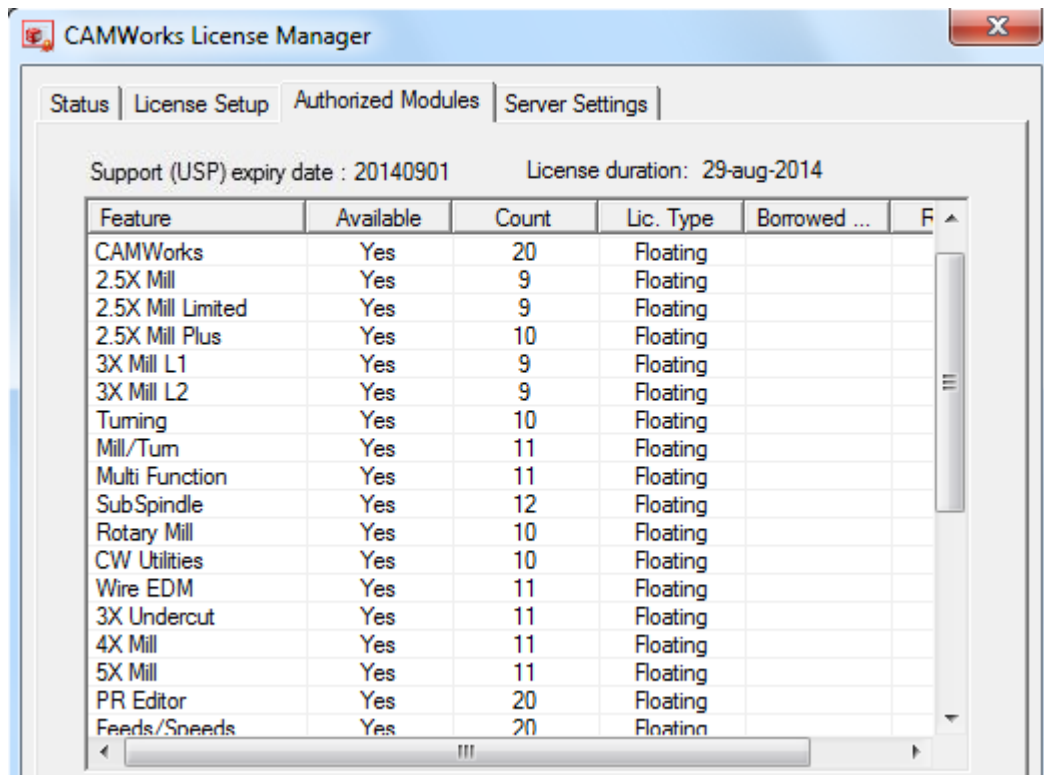 CAMWorks License Manager
Status License Setup Authorized Modules Server Settings
Support (USP) expiry date : 20140901 License duration: 29-aug-2014
Feature Available Count Lic. Type Borrowed ... R
CAMWorks Yes 20 Floating
2.5X Mill Yes 9 Floating
2.5X Mill Limited Yes 9 Floating
2.5X Mill Plus Yes 10 Floating
3X Mill L1 Yes 9 Floating
3X Mill L2 Yes 9 Floating
Turning Yes 10 Floating
Mill/Turn Yes 11 Floating
Multi Function Yes 11 Floating
SubSpindle Yes 12 Floating
Rotary Mill Yes 10 Floating
CW Utilities Yes 10 Floating
Wire EDM Yes 11 Floating
3X Undercut Yes 11 Floating
4X Mill Yes 11 Floating
5X Mill Yes 11 Floating
PR Editor Yes 20 Floating
Feeds/Speeds Yes 20 Floating